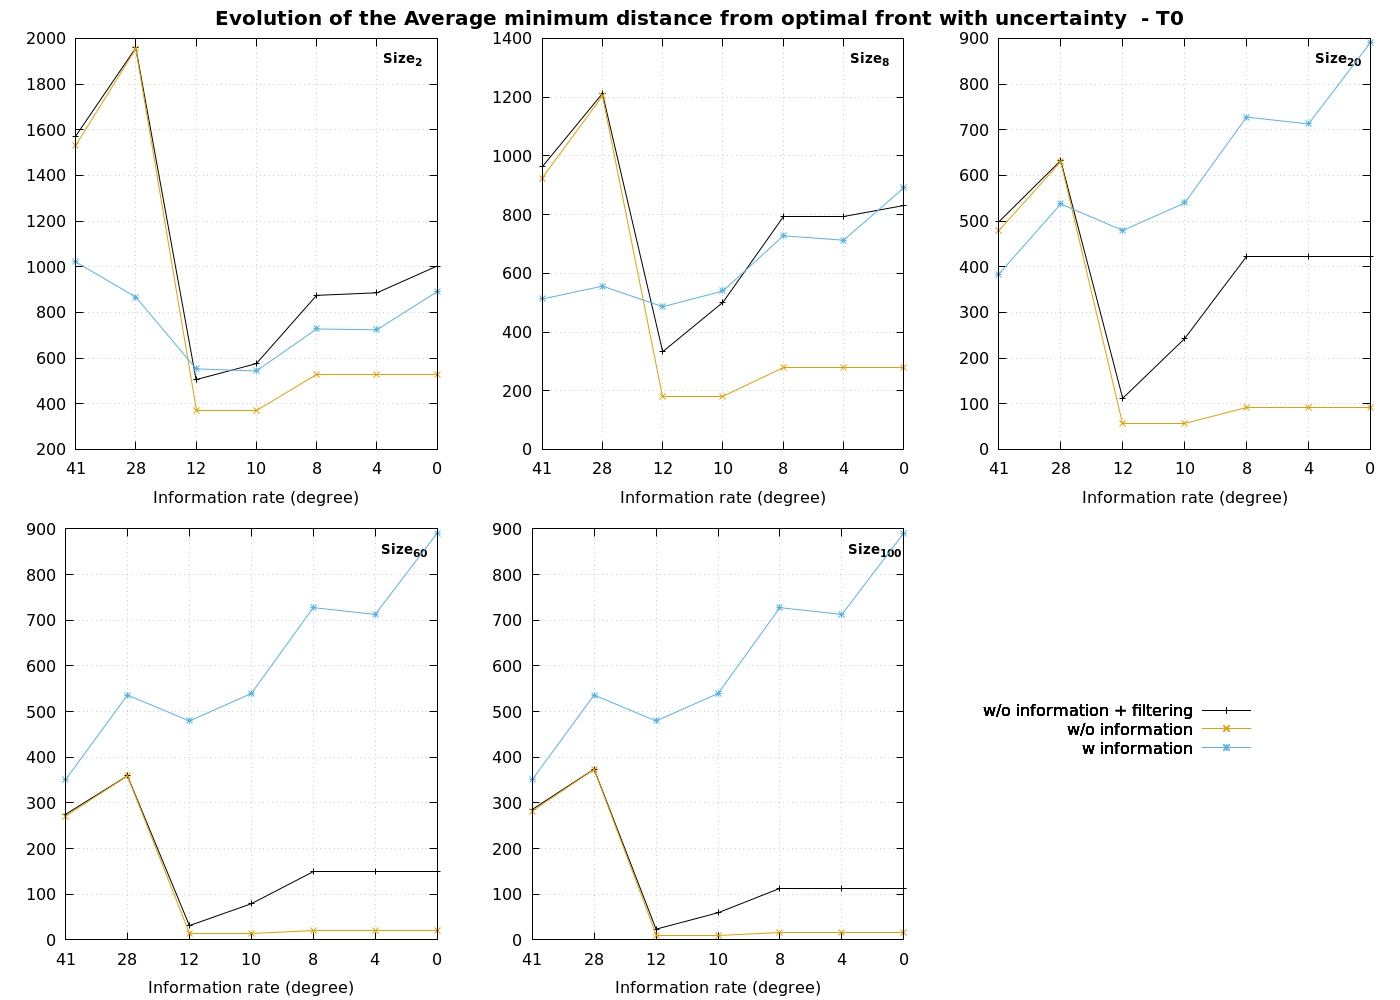 Evolution of the Average minimum distance from optimal front with uncertainty - T0
Size2
2000
1800
1600
1400
1200
1000
800
600
400
200
41 28 12 10 8 4 0
Information rate (degree)
Size8
1400
1200
1000
800
600
400
200
0
41 28 12 10 8 4 0
Information rate (degree)
Size20
900
800
700
600
500
400
300
200
100
0
41 28 12 10 8 4 0
Information rate (degree)
Size60
900
800
700
600
500
400
300
200
100
0
41 28 12 10 8 4 0
Information rate (degree)
Size100
900
800
700
600
500
400
300
200
100
0
41 28 12 10 8 4 0
Information rate (degree)
w/o information + filtering
w/o information
w information